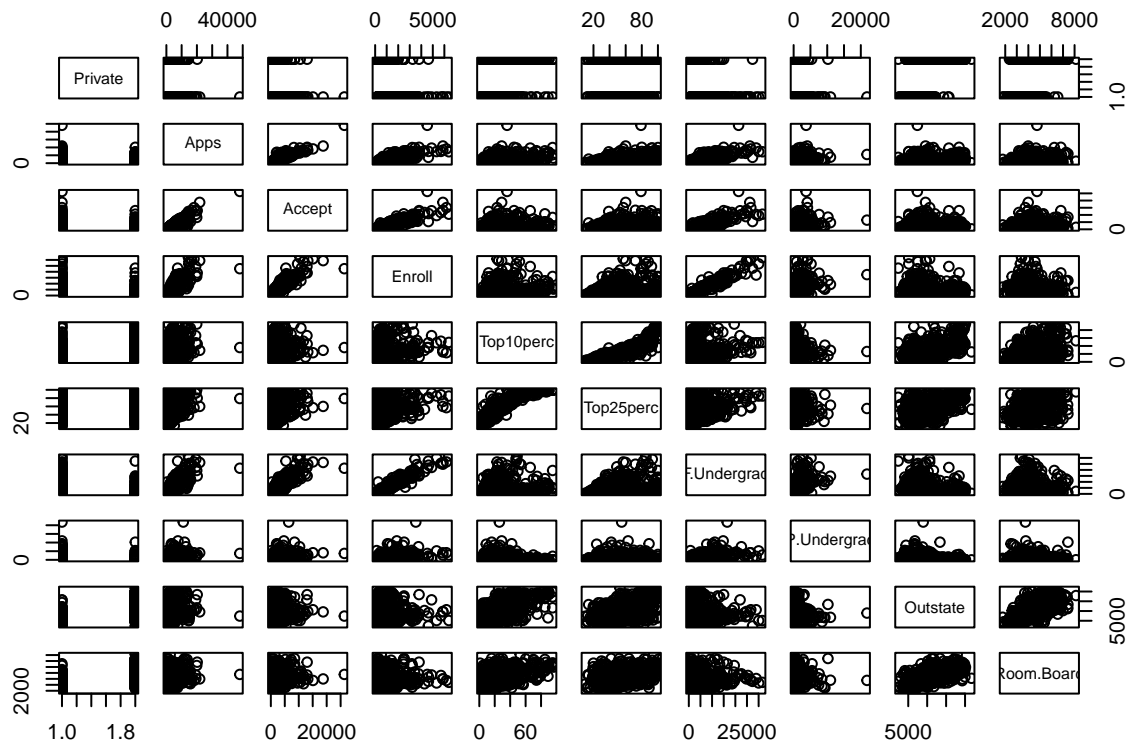 0 40000 0 5000 20 80 0 20000 2000 8000
Private 1.0
0 Apps
Accept 0
0 Enroll
Top10perc 0
20 Top25perc
F.Undergrad 0
0 P.Undergrad
Outstate 5000
2000 Room.Board
1.0 1.8 0 20000 0 60 0 25000 5000